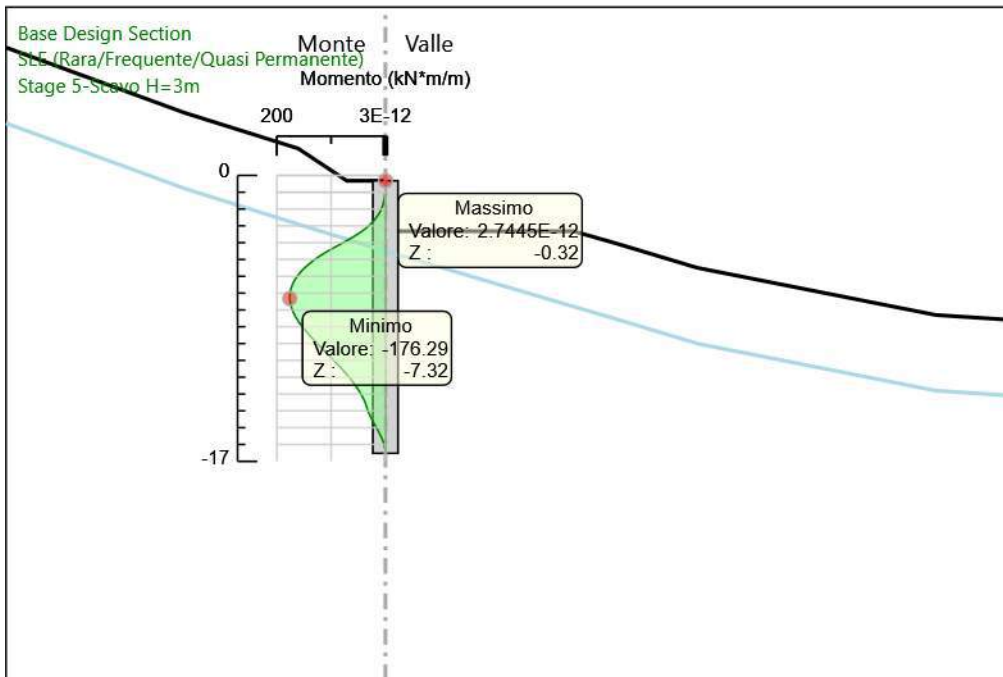 Base Design Section
SLE (Rara/Frequente/Quasi Permanente)
Stage 5-Scavo H=3m
Monte Valle
Momento (kN*m/m)
200 3E-12
0
Massimo
Valore: 2.7445E-12
Z : -0.32
Minimo
Valore: -176.29
Z : -7.32
-17